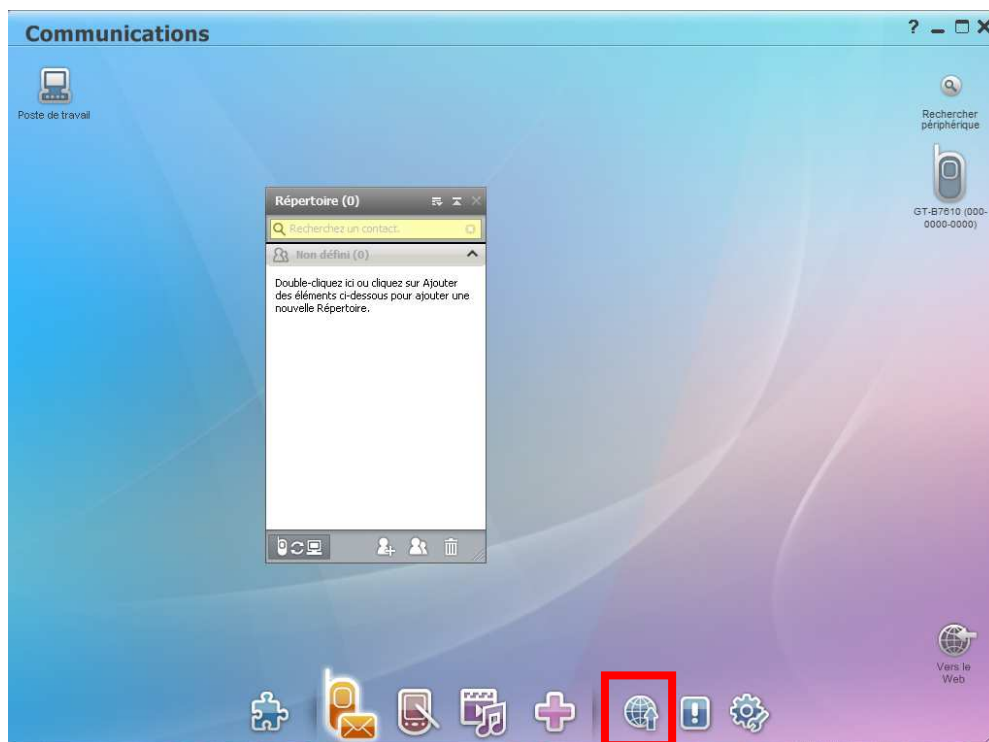 Communications
?
Poste de travail
Rechercher
périphérique
GT-B7610 (000-
0000-0000)
Répertoire (0)
Recherchez un contact.
Non défini (0)
Double-cliquez ici ou cliquez sur Ajouter
des éléments ci-dessous pour ajouter une
nouvelle Répertoire.
Vers le
Web